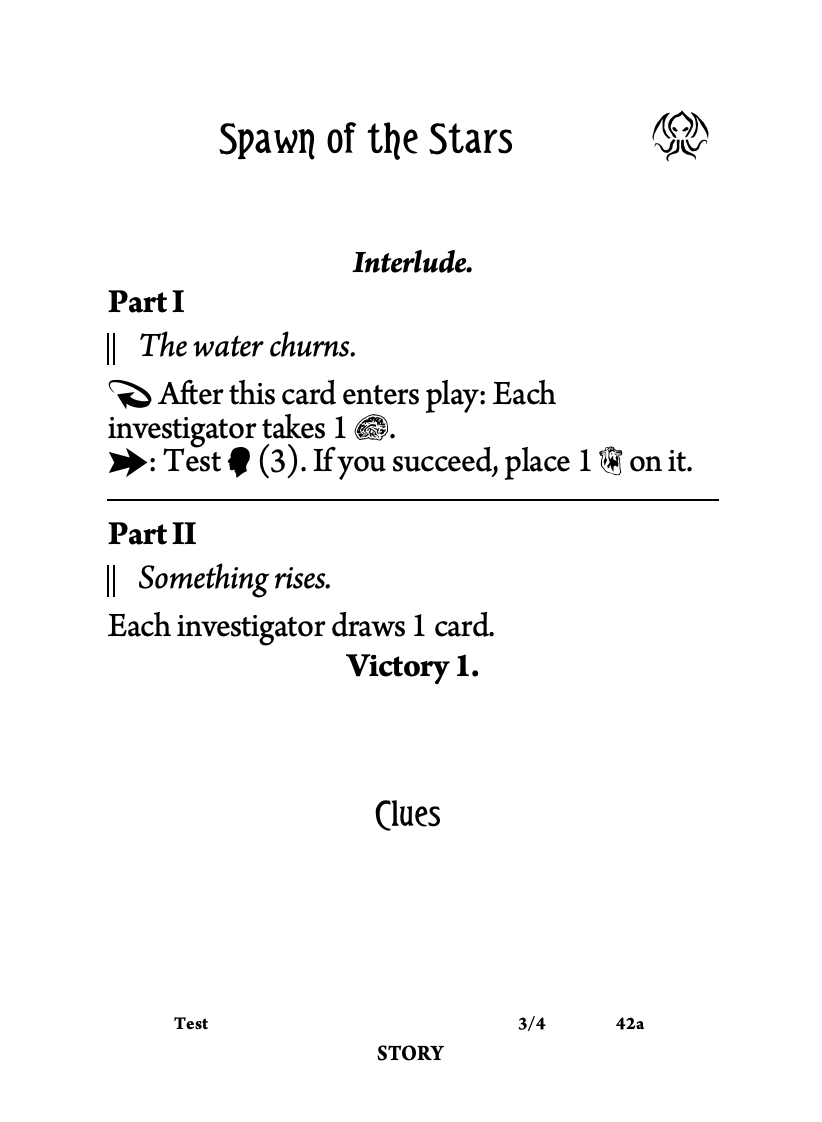 Spawn of the Stars
Interlude.
Part I
The water churns.
After this card enters play: Each
investigator takes 1 .
: Test (3). If you succeed, place 1 on it.
Part II
Something rises.
Each investigator draws 1 card.
Victory 1.
Clues
Test 3/4 42a
STORY